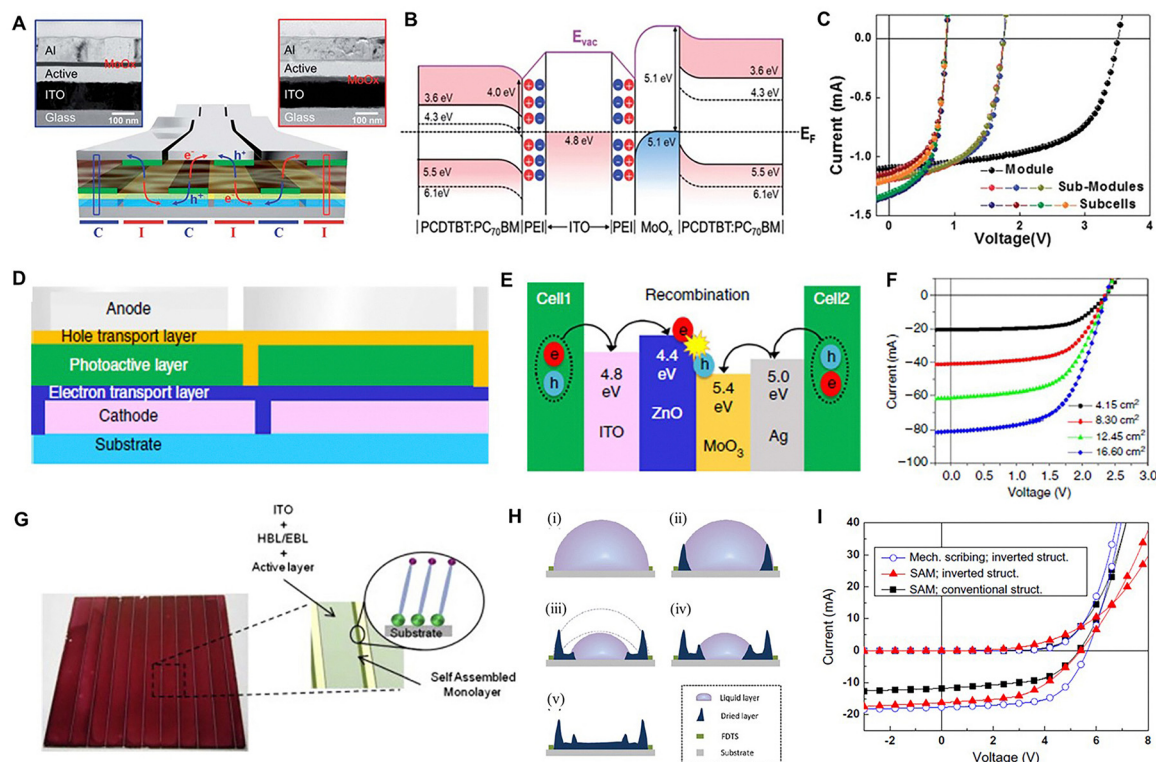 A
Al
Active
MoOx
ITO
Glass
100 nm
Al
Active
MoOx
ITO
Glass
100 nm
e⁻
h⁺
h⁺
e⁻
C
I
C
I
C
I
B
Evac
3.6 eV
4.0 eV
4.3 eV
5.5 eV
6.1eV
4.8 eV
5.1 eV
5.1 eV
3.6 eV
4.3 eV
EF
5.5 eV
6.1eV
PCDTBT:PC₇₀BM
PEI
ITO
PEI
MoOₓ
PCDTBT:PC₇₀BM
C
Current (mA)
0.0
-0.5
-1.0
-1.5
Module
Sub-Modules
Subcells
0 1 2 3 4
Voltage(V)
D
Anode
Hole transport layer
Photoactive layer
Electron transport layer
Cathode
Substrate
E
Cell1
Recombination
Cell2
e
h
e
h
h
e
4.8
eV
ITO
4.4
eV
ZnO
5.4
eV
MoO₃
5.0
eV
Ag
F
Current (mA)
0
−20
−40
−60
−80
−100
4.15 cm²
8.30 cm²
12.45 cm²
16.60 cm²
0.0 0.5 1.0 1.5 2.0 2.5 3.0
Voltage (V)
G
ITO
+
HBL/EBL
+
Active layer
Substrate
Self Assembled
Monolayer
H
(i)
(ii)
(iii)
(iv)
(v)
Liquid layer
Dried layer
FDTS
Substrate
I
Current (mA)
40
30
20
10
0
-10
-20
Mech. scribing; inverted struct.
SAM; inverted struct.
SAM; conventional struct.
-2 0 2 4 6 8
Voltage (V)